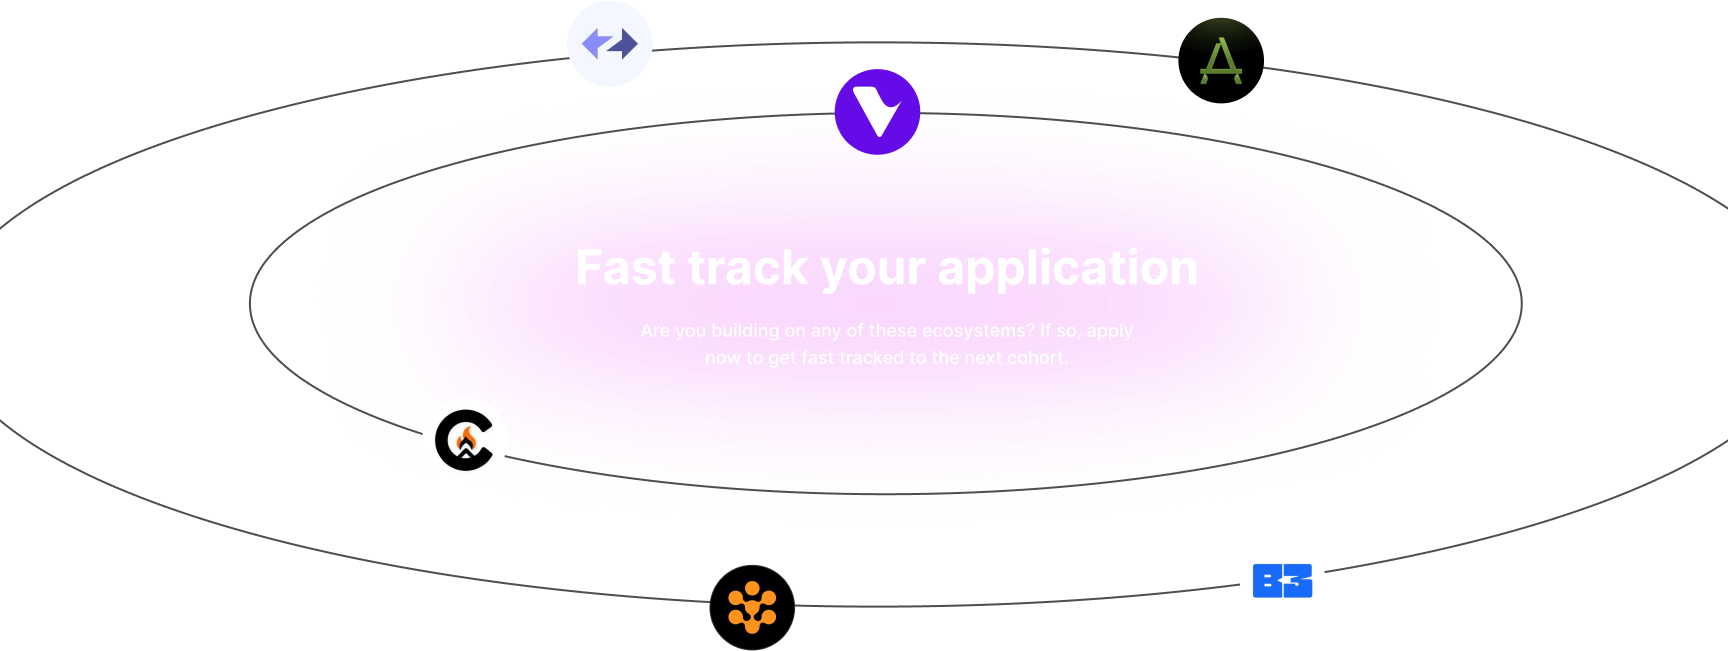 Fast track your application
Are you building on any of these ecosystems? If so, apply
now to get fast tracked to the next cohort.
B3